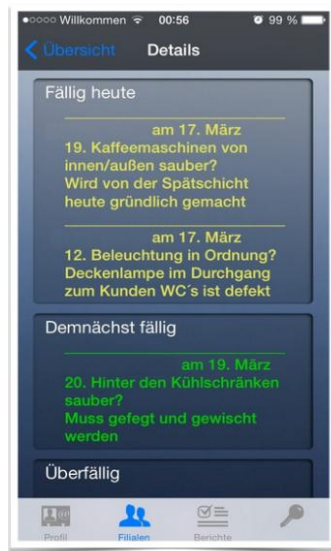 Willkommen 00:56 99 %
Übersicht Details
Fällig heute
am 17. März
19. Kaffeemaschinen von
innen/außen sauber?
Wird von der Spätschicht
heute gründlich gemacht
am 17. März
12. Beleuchtung in Ordnung?
Deckenlampe im Durchgang
zum Kunden WC´s ist defekt
Demnächst fällig
am 19. März
20. Hinter den Kühlschränken
sauber?
Muss gefegt und gewischt
werden
Überfällig
Profil Filialen Berichte